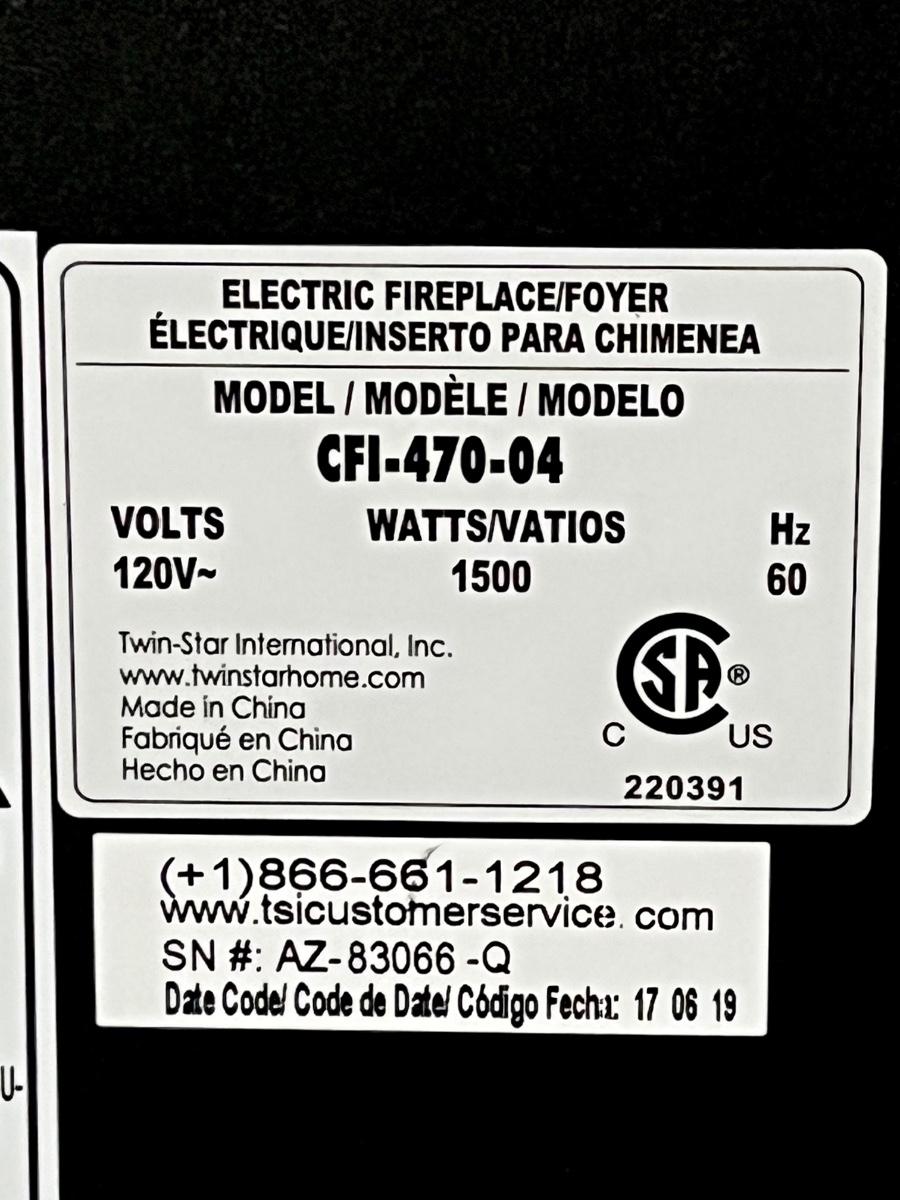 ELECTRIC FIREPLACE/FOYER
ÉLECTRIQUE/INSERTO PARA CHIMENEA
MODEL / MODÈLE / MODELO
CFI-470-04
VOLTS WATTS/VATIOS Hz
120V~ 1500 60
Twin-Star International, Inc.
www.twinstarhome.com
Made in China
Fabriqué en China
Hecho en China
SA ®
C US
220391
(+1)866-661-1218
www.tsicustomerservice. com
SN #: AZ-83066 -Q
Date Code/ Code de Date/ Código Fecha: 17 06 19
U-